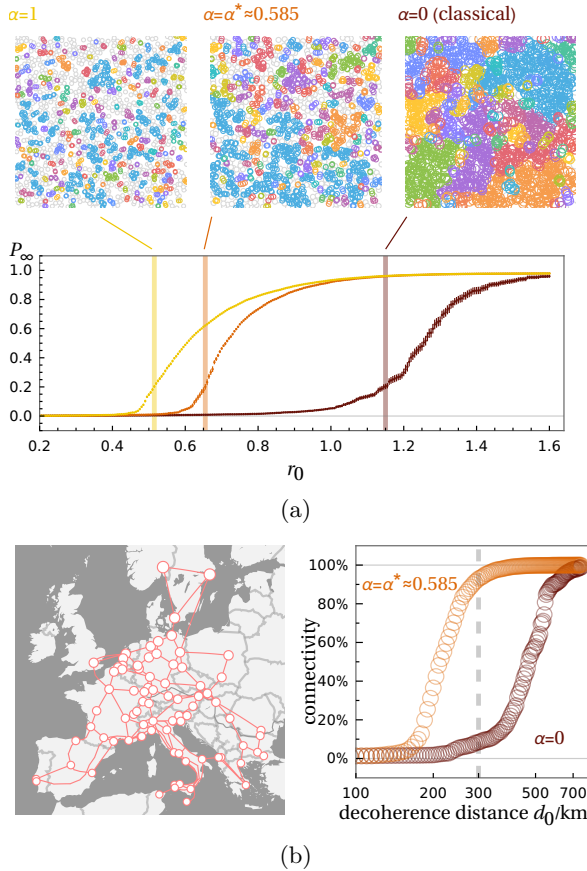 α=1
α=α*≈0.585
α=0 (classical)
P∞
1.0
0.8
0.6
0.4
0.2
0.0
0.2 0.4 0.6 0.8 1.0 1.2 1.4 1.6
r0
(a)
100%
80%
60%
40%
20%
0%
connectivity
α=α*≈0.585
α=0
100 200 300 500 700
decoherence distance d0/km
(b)